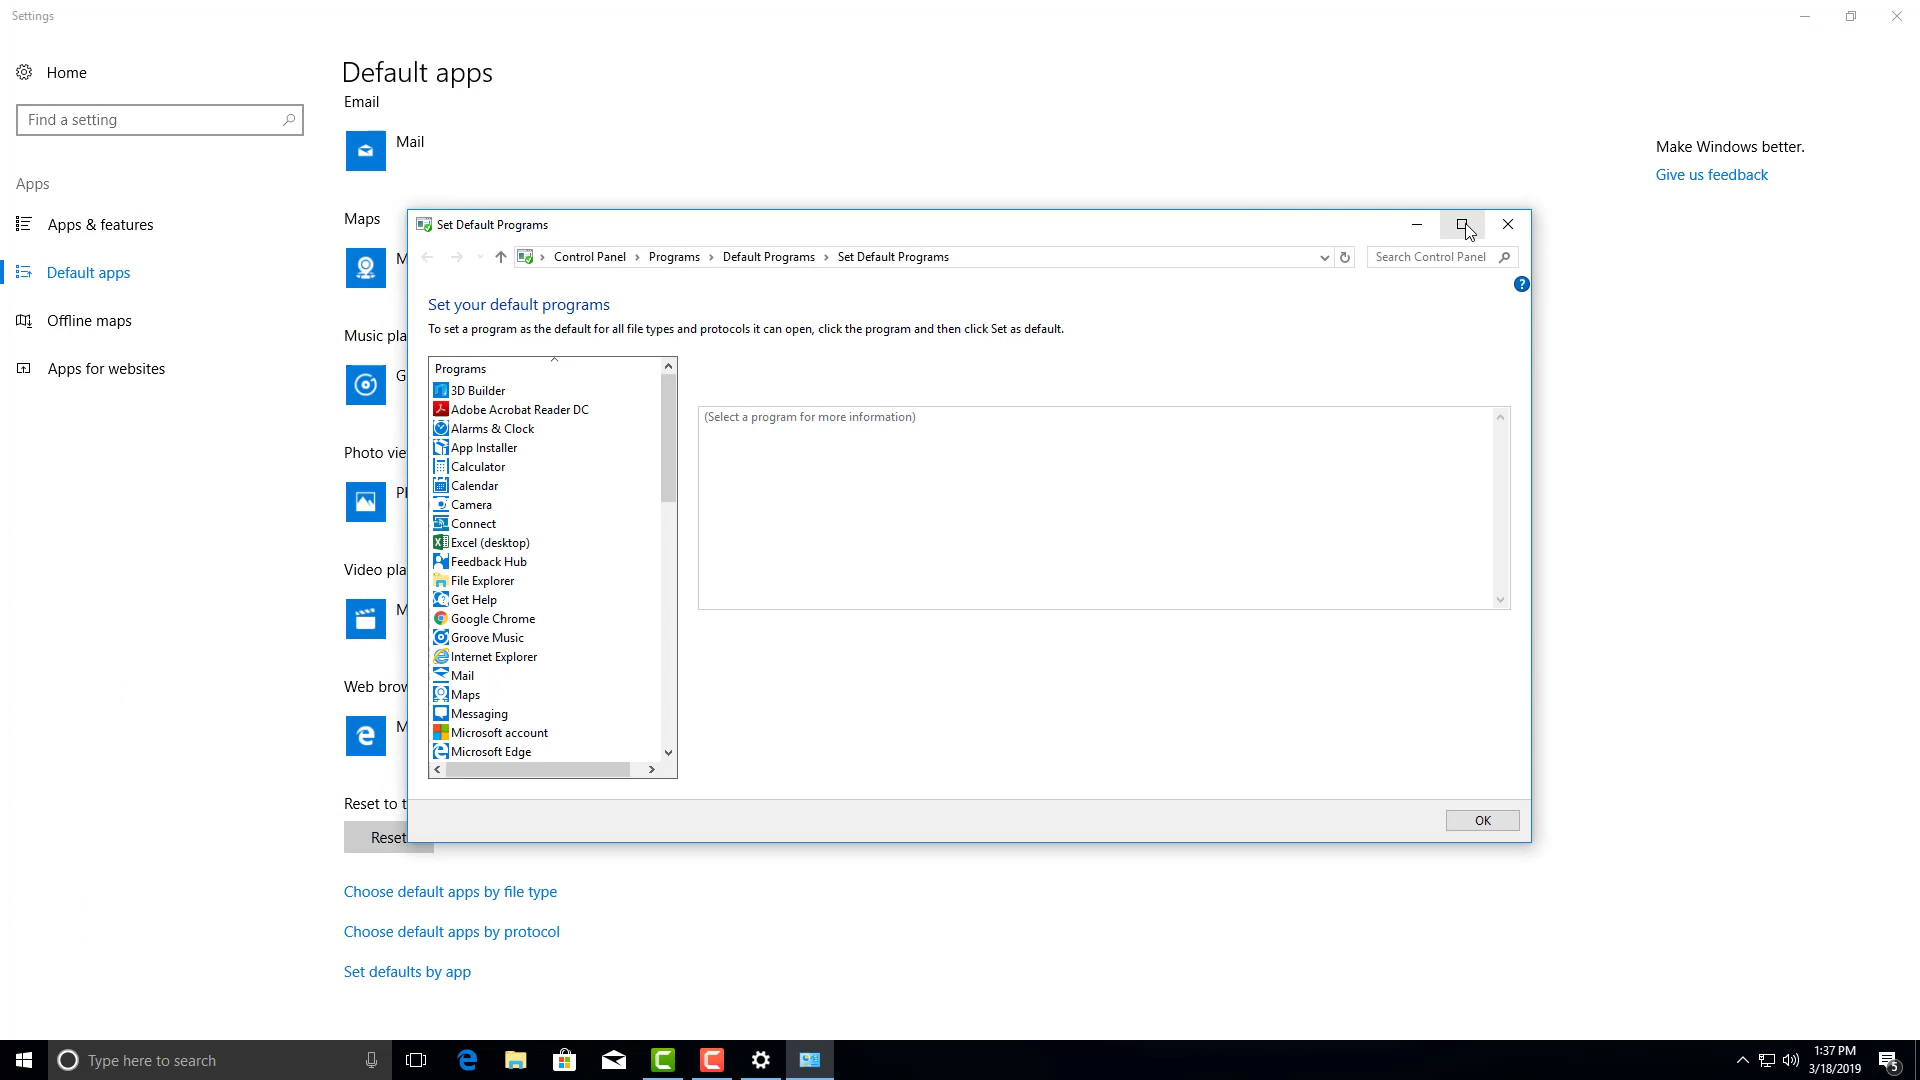 Settings
Home
Find a setting
Apps
Apps & features
Default apps
Offline maps
Apps for websites
Default apps
Email
Mail
Maps
M
Music pla
G
Photo vie
Pl
Video pla
M
Web brow
M
Reset to t
Reset
Choose default apps by file type
Choose default apps by protocol
Set defaults by app
Make Windows better.
Give us feedback
Set Default Programs
Control Panel > Programs > Default Programs > Set Default Programs
Search Control Panel
?
Set your default programs
To set a program as the default for all file types and protocols it can open, click the program and then click Set as default.
Programs
3D Builder
Adobe Acrobat Reader DC
Alarms & Clock
App Installer
Calculator
Calendar
Camera
Connect
Excel (desktop)
Feedback Hub
File Explorer
Get Help
Google Chrome
Groove Music
Internet Explorer
Mail
Maps
Messaging
Microsoft account
Microsoft Edge
(Select a program for more information)
OK
Type here to search
1:37 PM
3/18/2019
5